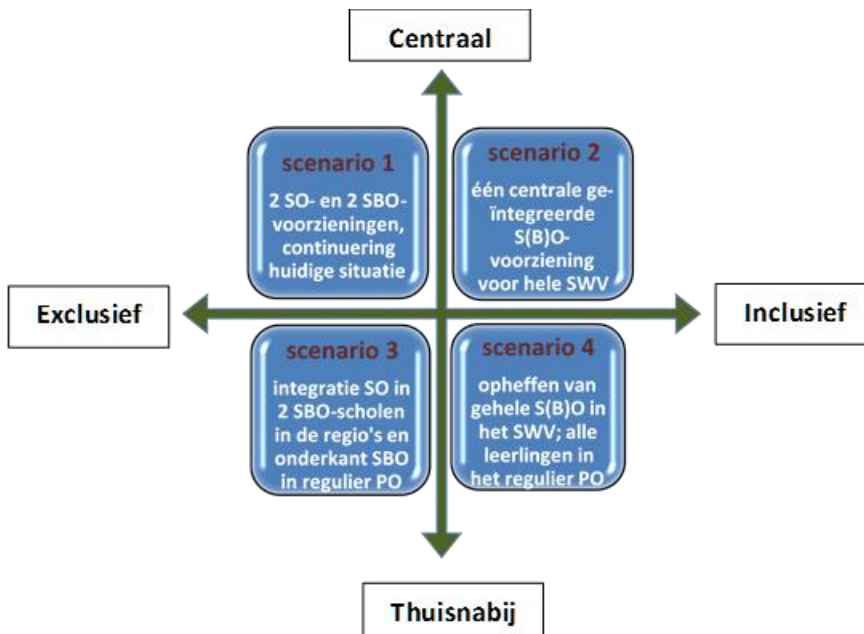 Centraal
scenario 1
2 SO- en 2 SBO-
voorzieningen,
continuering
huidige situatie
scenario 2
één centrale ge-
ïntegreerde
S(B)O-
voorziening
voor hele SWV
Exclusief
Inclusief
scenario 3
integratie SO in
2 SBO-scholen
in de regio's en
onderkant SBO
in regulier PO
scenario 4
opheffen van
gehele S(B)O in
het SWV; alle
leerlingen in
het regulier PO
Thuisnabij